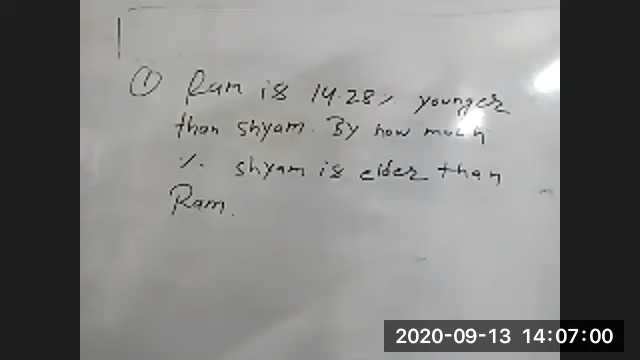 ① Ram is 14.28% younger
than shyam. By how much
% shyam is elder than
Ram.
2020-09-13 14:07:00